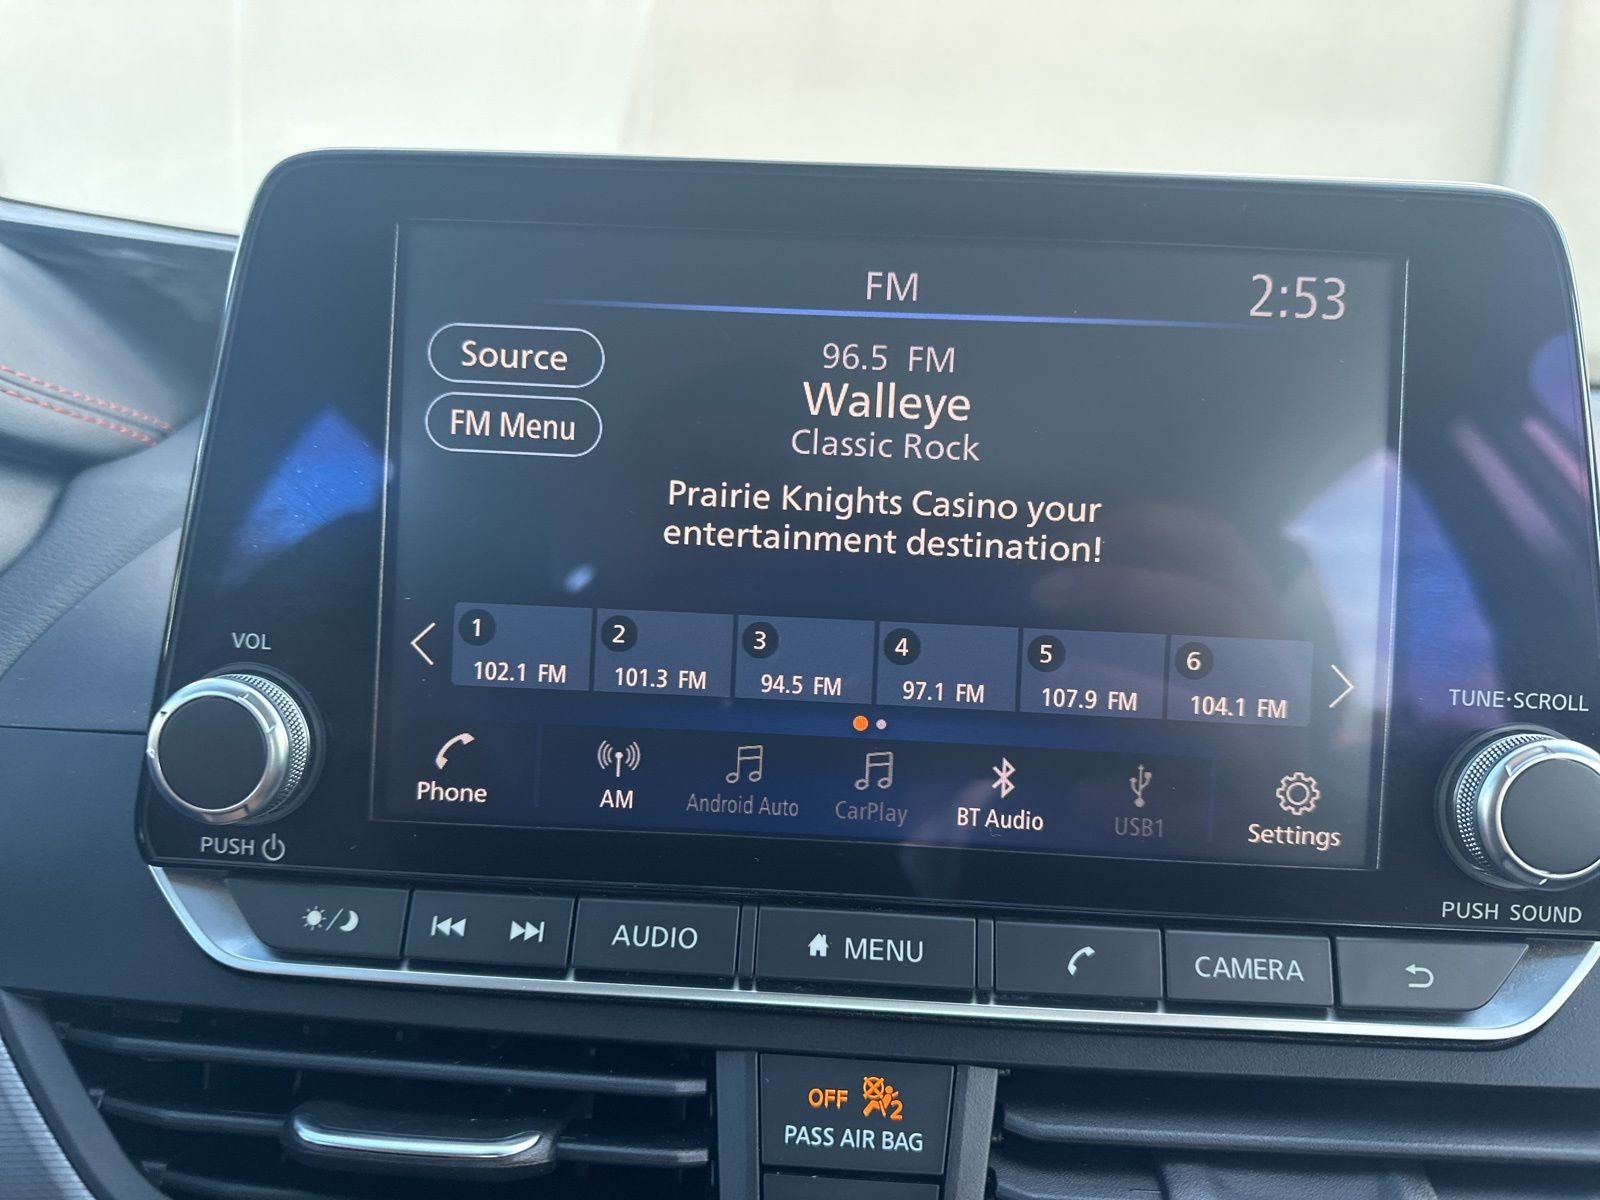 FM
2:53
Source
FM Menu
96.5 FM
Walleye
Classic Rock
Prairie Knights Casino your
entertainment destination!
1
102.1 FM
2
101.3 FM
3
94.5 FM
4
97.1 FM
5
107.9 FM
6
104.1 FM
Phone
AM
Android Auto
CarPlay
BT Audio
USB1
Settings
VOL
PUSH
TUNE·SCROLL
PUSH SOUND
AUDIO
MENU
CAMERA
OFF 2
PASS AIR BAG